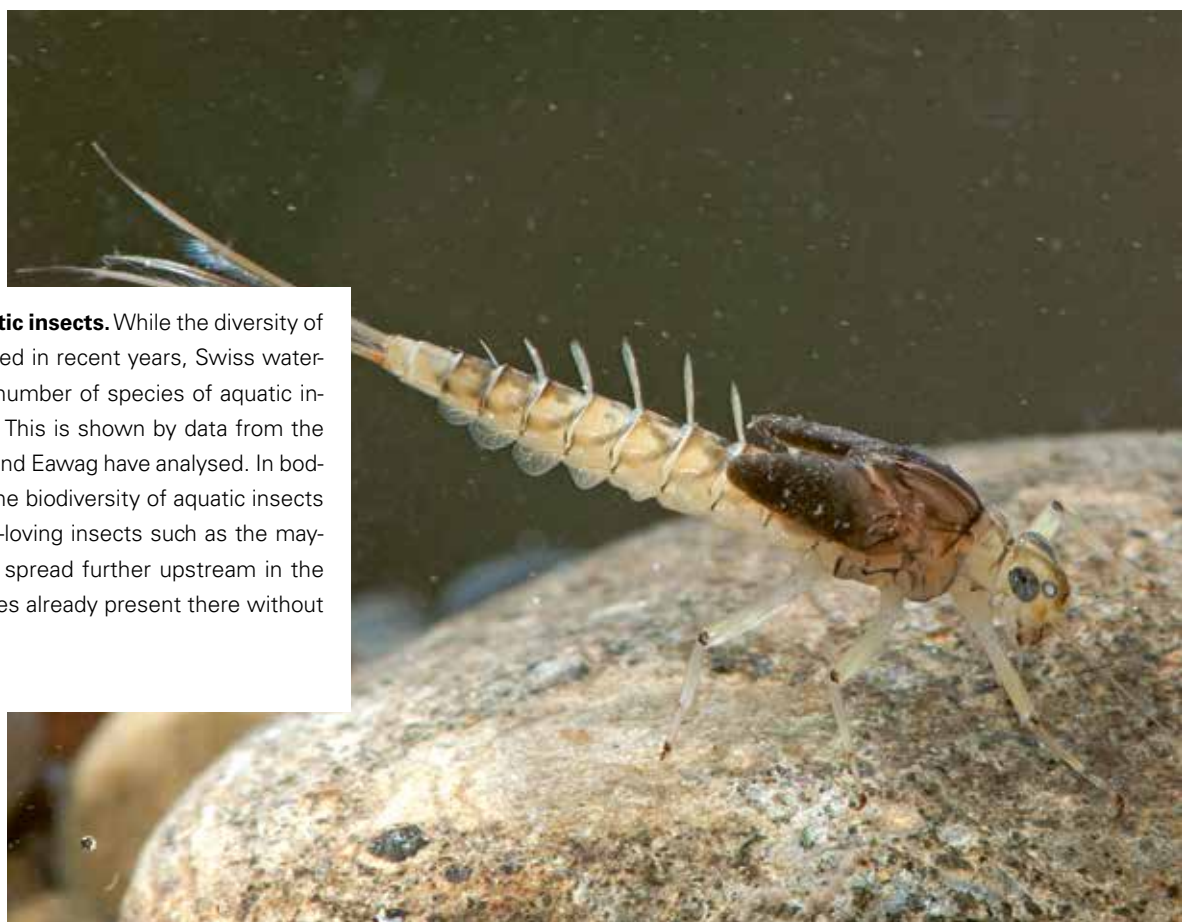 tic insects. While the diversity of
ed in recent years, Swiss water-
number of species of aquatic in-
This is shown by data from the
nd Eawag have analysed. In bod-
he biodiversity of aquatic insects
-loving insects such as the may-
spread further upstream in the
es already present there without